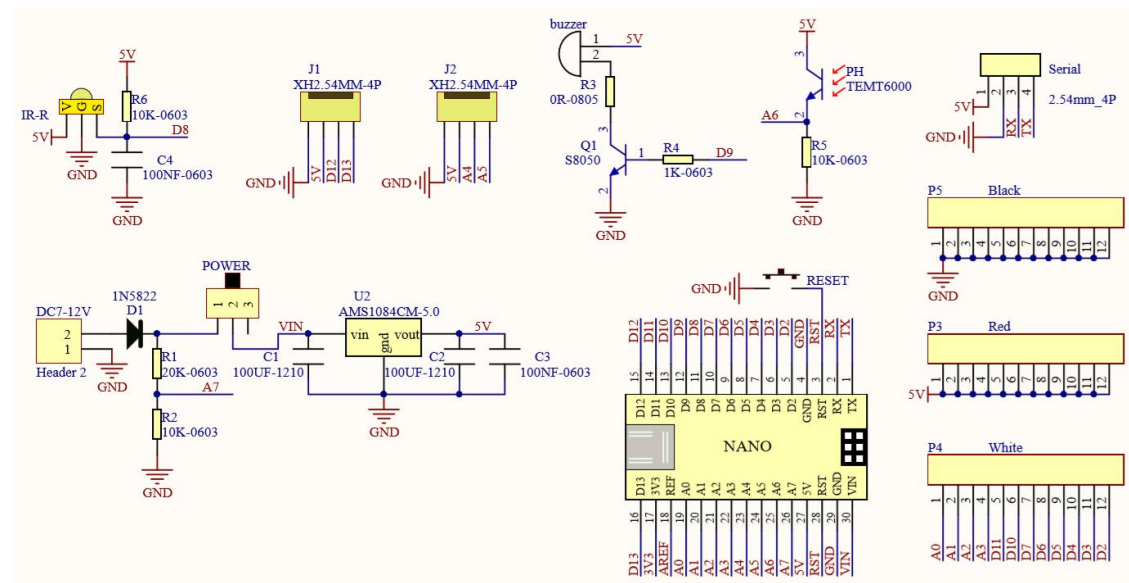 buzzer
1
2
5V
R3
0R-0805
3
Q1
S8050
2
1
R4
1K-0603
D9
GND
5V
3
PH
TEMT6000
A6
2
R5
10K-0603
GND
Serial
2.54mm_4P
1
2
3
4
5V
GND
RX
TX
5V
R6
10K-0603
IR-R
V
G
S
5V
D8
GND
C4
100NF-0603
GND
J1
XH2.54MM-4P
GND
5V
D12
D13
J2
XH2.54MM-4P
GND
5V
A4
A5
P5 Black
1 2 3 4 5 6 7 8 9 10 11 12
GND
POWER
1 2 3
DC7-12V
2
1
Header 2
1N5822
D1
GND
R1
20K-0603
A7
R2
10K-0603
GND
VIN
C1
100UF-1210
U2
AMS1084CM-5.0
vin
gnd
vout
5V
C2
100UF-1210
C3
100NF-0603
GND
GND
RESET
D12 D11 D10 D9 D8 D7 D6 D5 D4 D3 D2 GND RST RX TX
15 14 13 12 11 10 9 8 7 6 5 4 3 2 1
D12 D11 D10 D9 D8 D7 D6 D5 D4 D3 D2 GND RST RX TX
NANO
D13 3V3 REF A0 A1 A2 A3 A4 A5 A6 A7 5V RST GND VIN
16 17 18 19 20 21 22 23 24 25 26 27 28 29 30
D13 3V3 AREF A0 A1 A2 A3 A4 A5 A6 A7 5V RST GND VIN
P3 Red
1 2 3 4 5 6 7 8 9 10 11 12
5V
P4 White
1 2 3 4 5 6 7 8 9 10 11 12
A0 A1 A2 A3 D11 D10 D7 D6 D5 D4 D3 D2